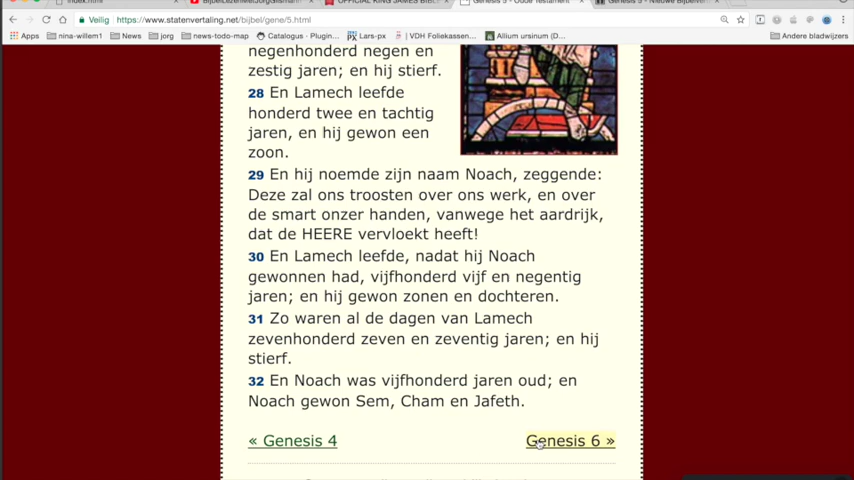 index.html
Genesis 5 - Oude Testament
Veilig
https://www.statenvertaling.net/bijbel/gene/5.html
Apps
nina-willem1
News
jorg
news-todo-map
Catalogus - Plugin...
Lars-px
VDH Foliekassen...
Allium ursinum (D...
Andere bladwijzers
negenhonderd negen en
zestig jaren; en hij stierf.
28 En Lamech leefde
honderd twee en tachtig
jaren, en hij gewon een
zoon.
29 En hij noemde zijn naam Noach, zeggende:
Deze zal ons troosten over ons werk, en over
de smart onzer handen, vanwege het aardrijk,
dat de HEERE vervloekt heeft!
30 En Lamech leefde, nadat hij Noach
gewonnen had, vijfhonderd vijf en negentig
jaren; en hij gewon zonen en dochteren.
31 Zo waren al de dagen van Lamech
zevenhonderd zeven en zeventig jaren; en hij
stierf.
32 En Noach was vijfhonderd jaren oud; en
Noach gewon Sem, Cham en Jafeth.
« Genesis 4
Genesis 6 »